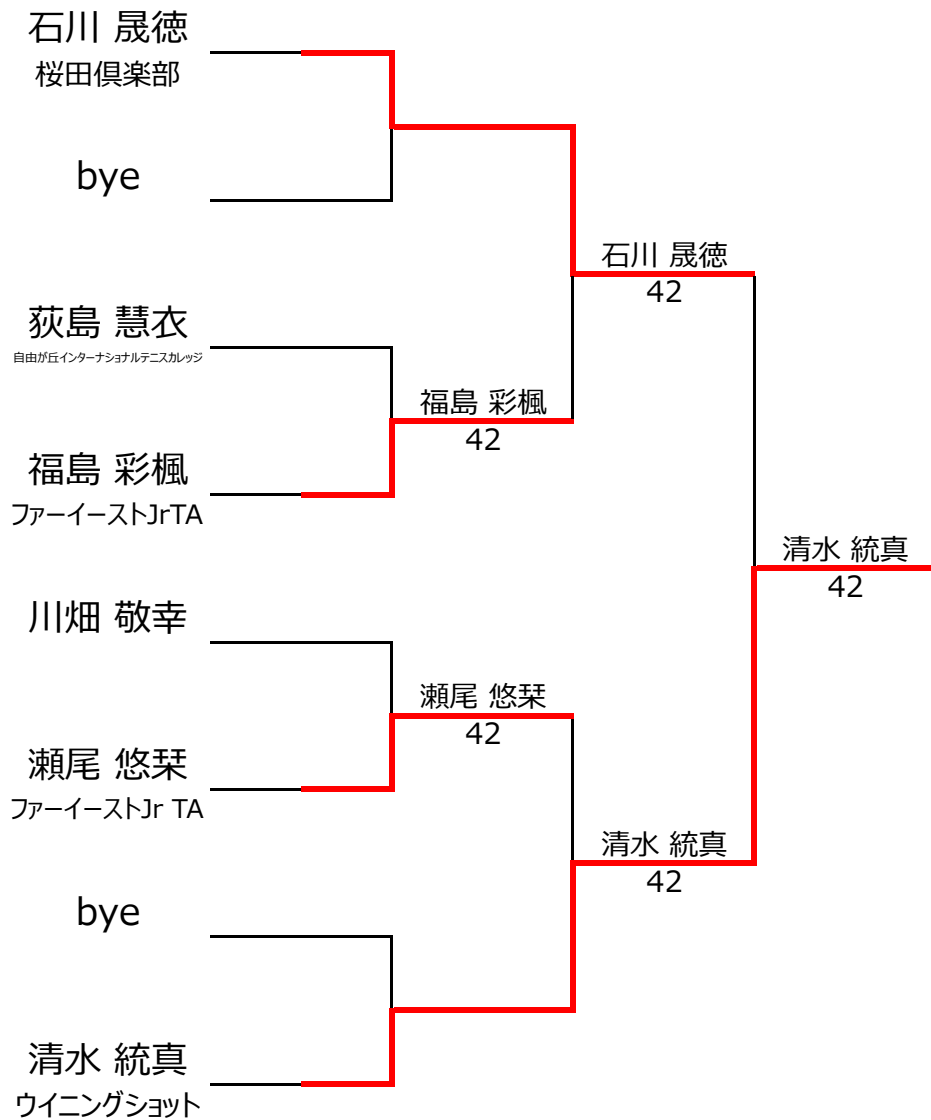 石川 晟徳
桜田倶楽部
bye
石川 晟徳
42
荻島 慧衣
自由が丘インターナショナルテニスカレッジ
福島 彩楓
42
福島 彩楓
ファーイーストJrTA
清水 統真
42
川畑 敬幸
瀬尾 悠栞
42
瀬尾 悠栞
ファーイーストJr TA
清水 統真
42
bye
清水 統真
ウイニングショット